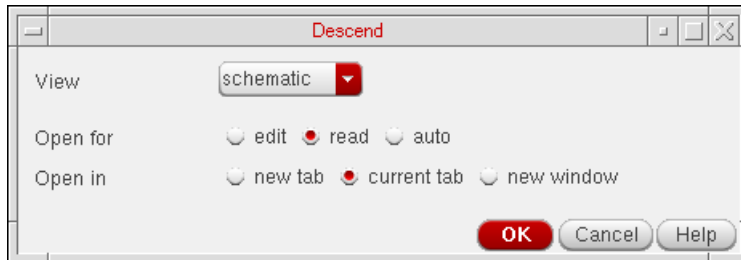 Descend
View schematic
Open for edit read auto
Open in new tab current tab new window
OK Cancel Help